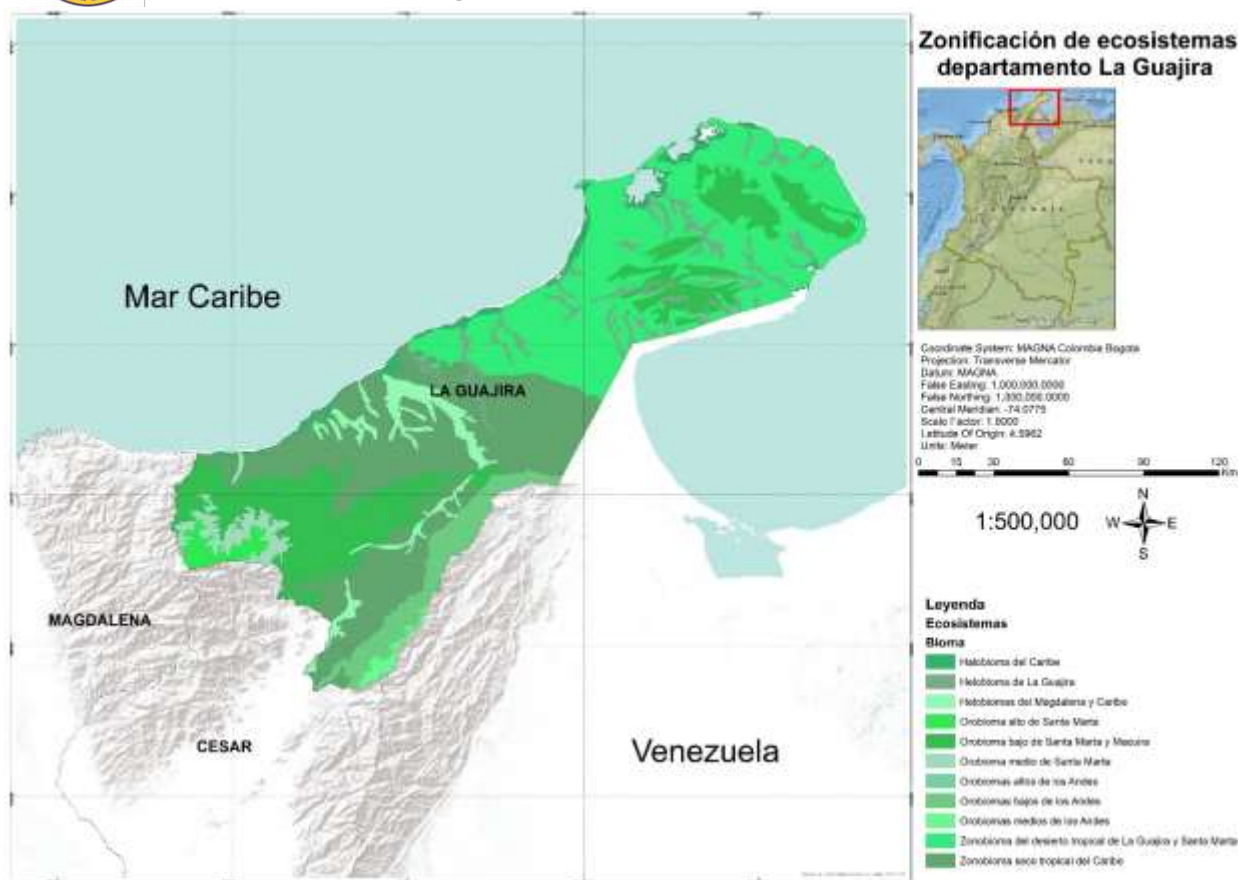 Zonificación de ecosistemas
departamento La Guajira
Mar Caribe
LA GUAJIRA
MAGDALENA
CESAR
Venezuela
Coordinate System: MAGNA Colombia Bogota
Projection: Transverse Mercator
Datum: MAGNA
False Easting: 1,000,000.0000
False Northing: 1,000,000.0000
Central Meridian: -74.0775
Scale Factor: 1.0000
Latitude Of Origin: 4.5962
Units: Meter
0 15 30 60 90 120
Km
1:500,000
N
W E
S
Leyenda
Ecosistemas
Bioma
Halobioma del Caribe
Helobioma de La Guajira
Helobiomas del Magdalena y Caribe
Orobioma alto de Santa Marta
Orobioma bajo de Santa Marta y Macuira
Orobioma medio de Santa Marta
Orobiomas altos de los Andes
Orobiomas bajos de los Andes
Orobiomas medios de los Andes
Zonobioma del desierto tropical de La Guajira y Santa Marta
Zonobioma seco tropical del Caribe